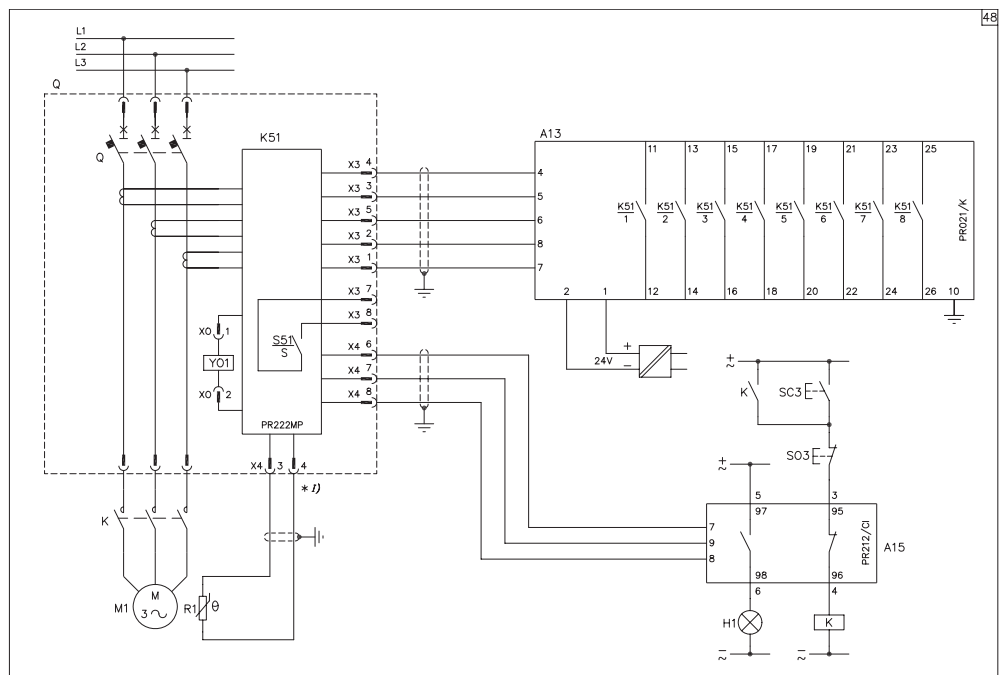 48
L1
L2
L3
Q
Q
K51
A13
X3 4
X3 3
X3 5
X3 2
X3 1
X3 7
X3 8
X4 6
X4 7
X4 8
4
5
6
8
7
11 13 15 17 19 21 23 25
K51 K51 K51 K51 K51 K51 K51 K51
1 2 3 4 5 6 7 8
PR021/K
2 1 12 14 16 18 20 22 24 26 10
S51
S
X0 1
Y01
X0 2
PR222MP
+
24V
−
+
~
K
SC3
SO3
X4 3 4
* 1)
+
~
5 3
97 95
7
9
8
PR212/CI
A15
98 96
6 4
K
M1
M
3~
R1
θ
H1
K
−
~
−
~